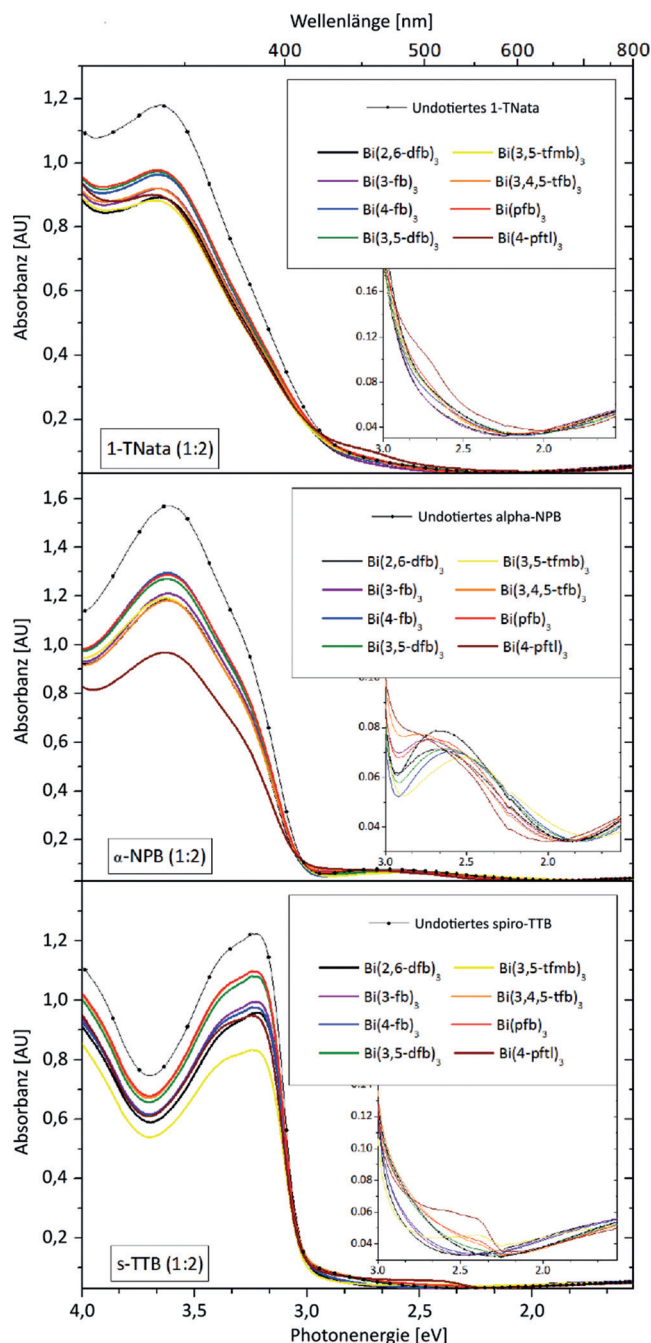 Wellenlänge [nm]
400 500 600 700 800
1,2
1,0
0,8
0,6
0,4
0,2
Absorbanz [AU]
Undotiertes 1-TNata
Bi(2,6-dfb)₃ Bi(3,5-tfmb)₃
Bi(3-fb)₃ Bi(3,4,5-tfb)₃
Bi(4-fb)₃ Bi(pfb)₃
Bi(3,5-dfb)₃ Bi(4-pftl)₃
0.16
0.12
0.08
0.04
3.0 2.5 2.0
1-TNata (1:2)
1,6
1,4
1,2
1,0
0,8
0,6
0,4
0,2
Absorbanz [AU]
Undotiertes alpha-NPB
Bi(2,6-dfb)₃ Bi(3,5-tfmb)₃
Bi(3-fb)₃ Bi(3,4,5-tfb)₃
Bi(4-fb)₃ Bi(pfb)₃
Bi(3,5-dfb)₃ Bi(4-pftl)₃
0.10
0.08
0.06
0.04
3.0 2.5 2.0
α-NPB (1:2)
1,2
1,0
0,8
0,6
0,4
0,2
Absorbanz [AU]
Undotiertes spiro-TTB
Bi(2,6-dfb)₃ Bi(3,5-tfmb)₃
Bi(3-fb)₃ Bi(3,4,5-tfb)₃
Bi(4-fb)₃ Bi(pfb)₃
Bi(3,5-dfb)₃ Bi(4-pftl)₃
0.14
0.12
0.10
0.08
0.06
0.04
3.0 2.5 2.0
s-TTB (1:2)
4,0 3,5 3,0 2,5 2,0
Photonenergie [eV]